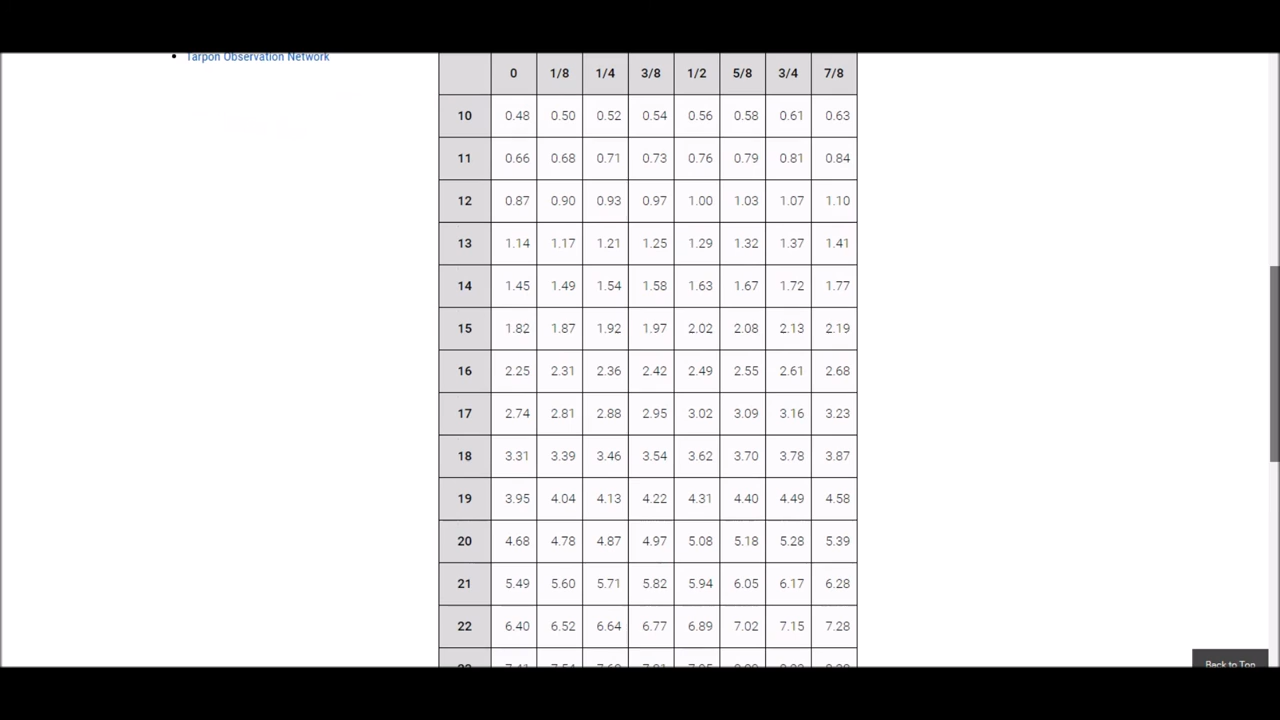 Tarpon Observation Network
0 1/8 1/4 3/8 1/2 5/8 3/4 7/8
10 0.48 0.50 0.52 0.54 0.56 0.58 0.61 0.63
11 0.66 0.68 0.71 0.73 0.76 0.79 0.81 0.84
12 0.87 0.90 0.93 0.97 1.00 1.03 1.07 1.10
13 1.14 1.17 1.21 1.25 1.29 1.32 1.37 1.41
14 1.45 1.49 1.54 1.58 1.63 1.67 1.72 1.77
15 1.82 1.87 1.92 1.97 2.02 2.08 2.13 2.19
16 2.25 2.31 2.36 2.42 2.49 2.55 2.61 2.68
17 2.74 2.81 2.88 2.95 3.02 3.09 3.16 3.23
18 3.31 3.39 3.46 3.54 3.62 3.70 3.78 3.87
19 3.95 4.04 4.13 4.22 4.31 4.40 4.49 4.58
20 4.68 4.78 4.87 4.97 5.08 5.18 5.28 5.39
21 5.49 5.60 5.71 5.82 5.94 6.05 6.17 6.28
22 6.40 6.52 6.64 6.77 6.89 7.02 7.15 7.28
Back to Top